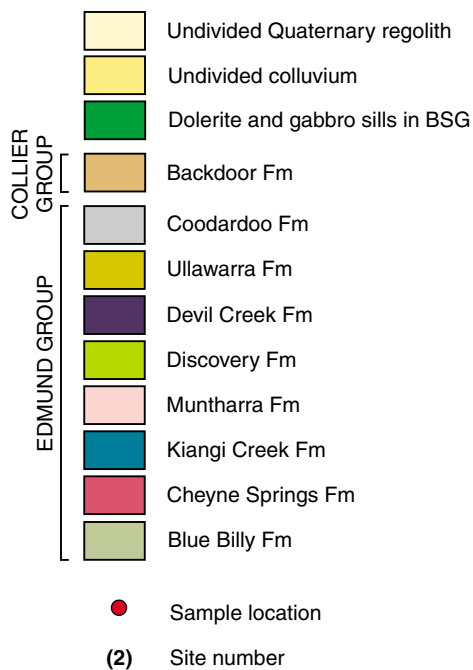 Undivided Quaternary regolith
Undivided colluvium
Dolerite and gabbro sills in BSG
COLLIER
GROUP
Backdoor Fm
EDMUND GROUP
Coodardoo Fm
Ullawarra Fm
Devil Creek Fm
Discovery Fm
Muntharra Fm
Kiangi Creek Fm
Cheyne Springs Fm
Blue Billy Fm
Sample location
(2) Site number